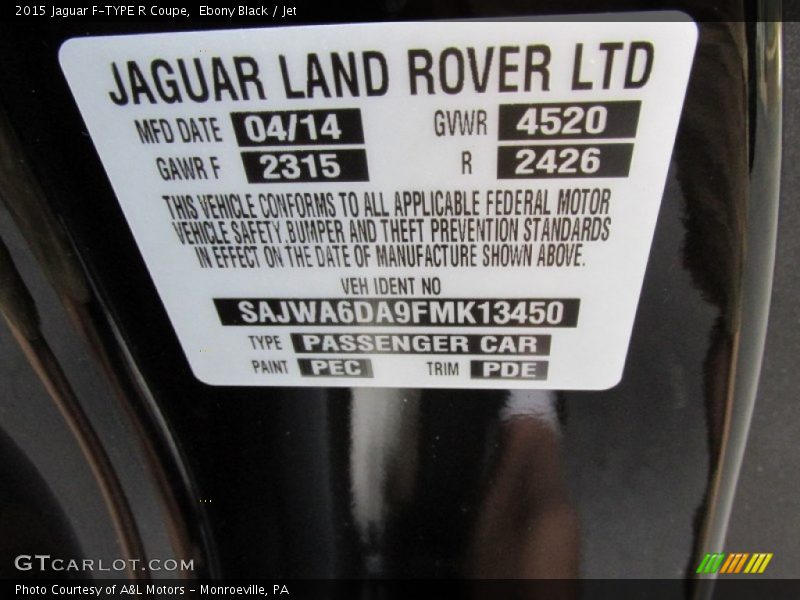 2015 Jaguar F-TYPE R Coupe, Ebony Black / Jet
JAGUAR LAND ROVER LTD
MFD DATE 04/14 GVWR 4520
GAWR F 2315 R 2426
THIS VEHICLE CONFORMS TO ALL APPLICABLE FEDERAL MOTOR
VEHICLE SAFETY, BUMPER AND THEFT PREVENTION STANDARDS
IN EFFECT ON THE DATE OF MANUFACTURE SHOWN ABOVE.
VEH IDENT NO
SAJWA6DA9FMK13450
TYPE PASSENGER CAR
PAINT PEC TRIM PDE
GTCARLOT.COM
Photo Courtesy of A&L Motors - Monroeville, PA